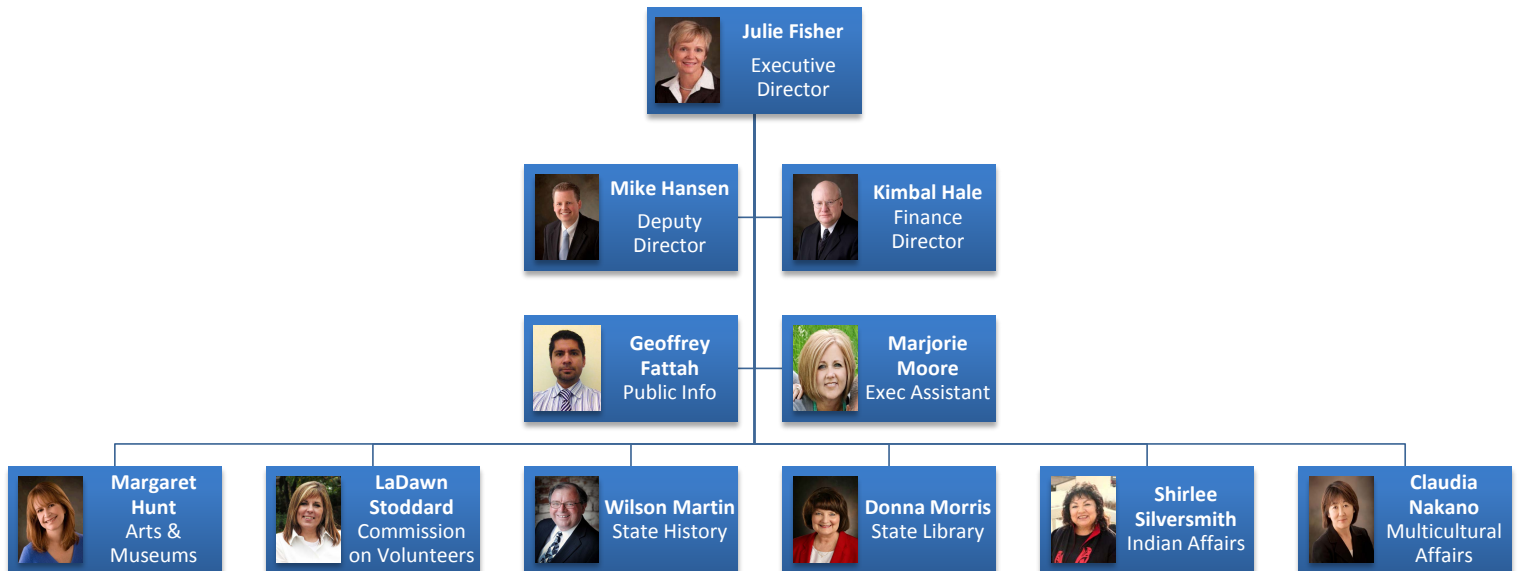 Julie Fisher
Executive
Director
Mike Hansen
Deputy
Director
Kimbal Hale
Finance
Director
Geoffrey
Fattah
Public Info
Marjorie
Moore
Exec Assistant
Margaret
Hunt
Arts &
Museums
LaDawn
Stoddard
Commission
on Volunteers
Wilson Martin
State History
Donna Morris
State Library
Shirlee
Silversmith
Indian Affairs
Claudia
Nakano
Multicultural
Affairs